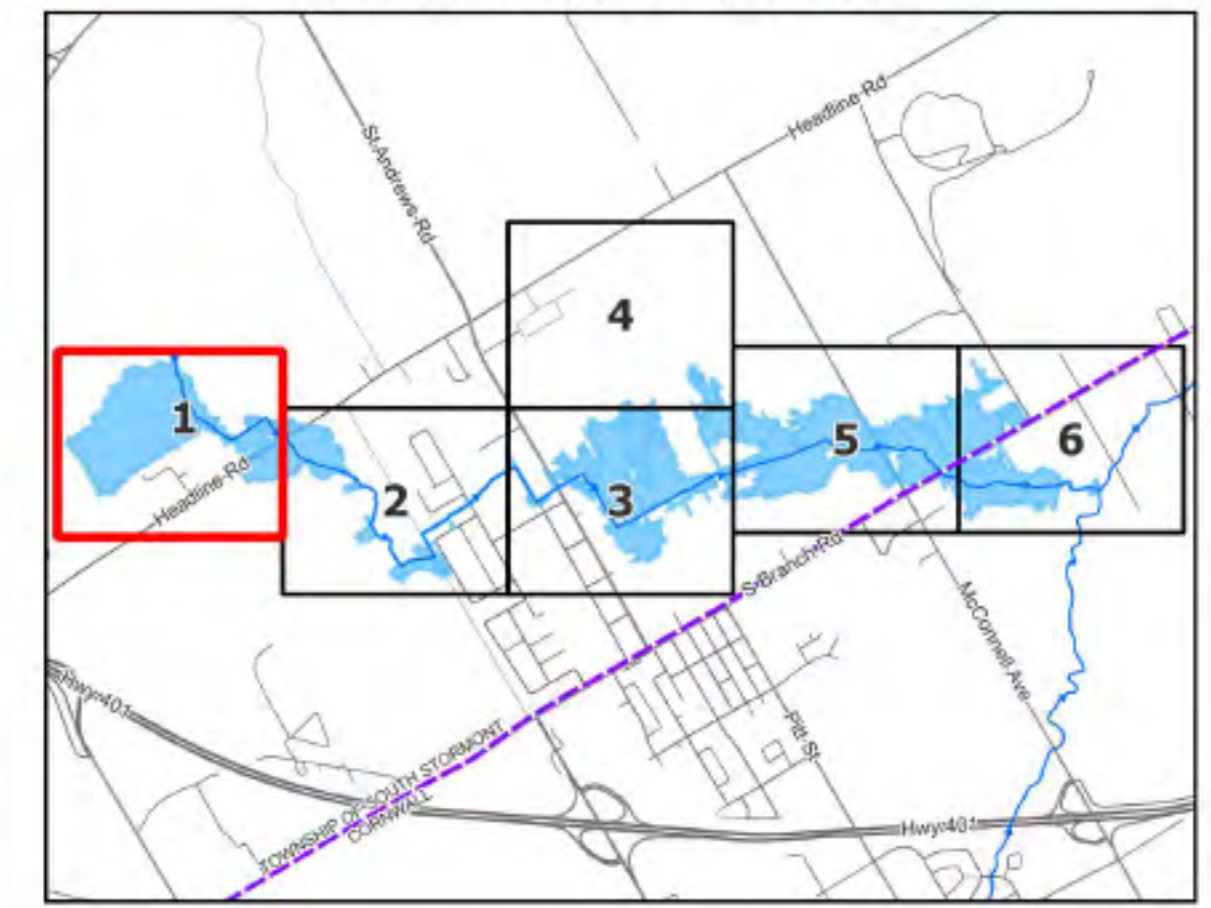 Headline Rd
St Andrews Rd
4
1
5
6
2
3
Headline Rd
S Branch Rd
McConnell Ave
Hwy 401
Pitt St
TOWNSHIP OF SOUTH STORMONT
CORNWALL
Hwy 401